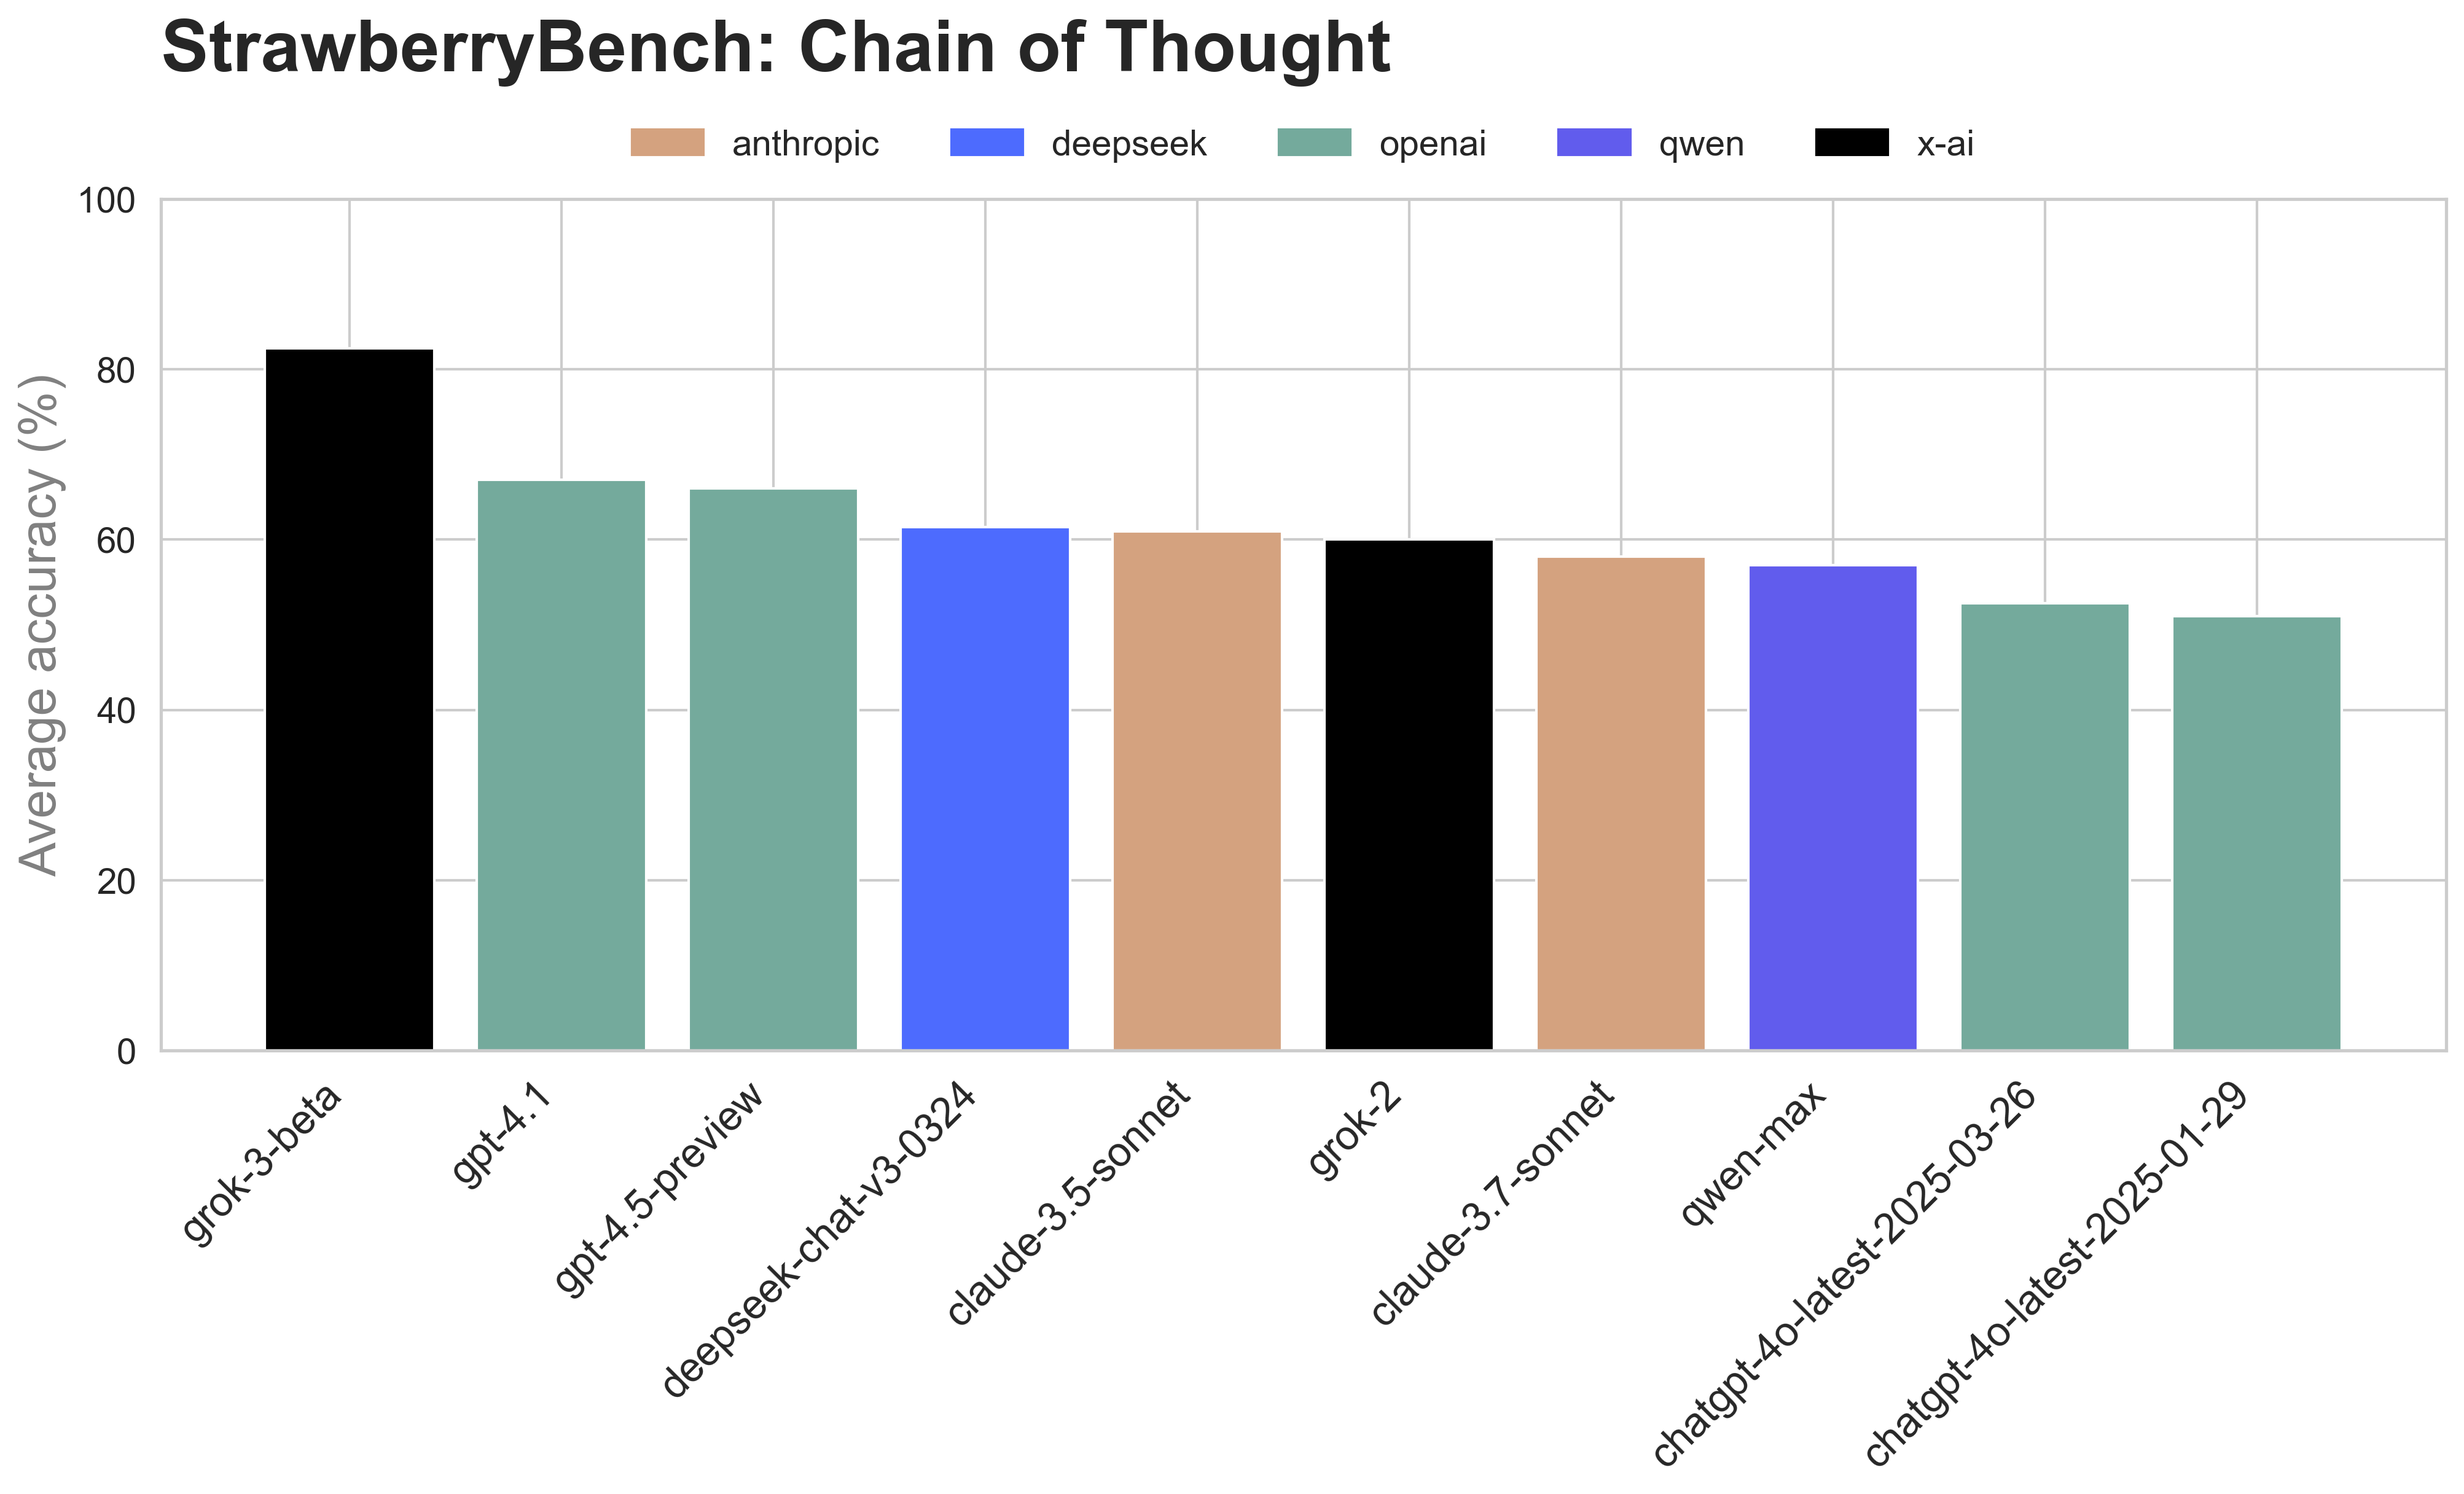 StrawberryBench: Chain of Thought
anthropic deepseek openai qwen x-ai
100
80
60
40
20
0
Average accuracy (%)
grok-3-beta
gpt-4.1
gpt-4.5-preview
deepseek-chat-v3-0324
claude-3.5-sonnet
grok-2
claude-3.7-sonnet
qwen-max
chatgpt-4o-latest-2025-03-26
chatgpt-4o-latest-2025-01-29